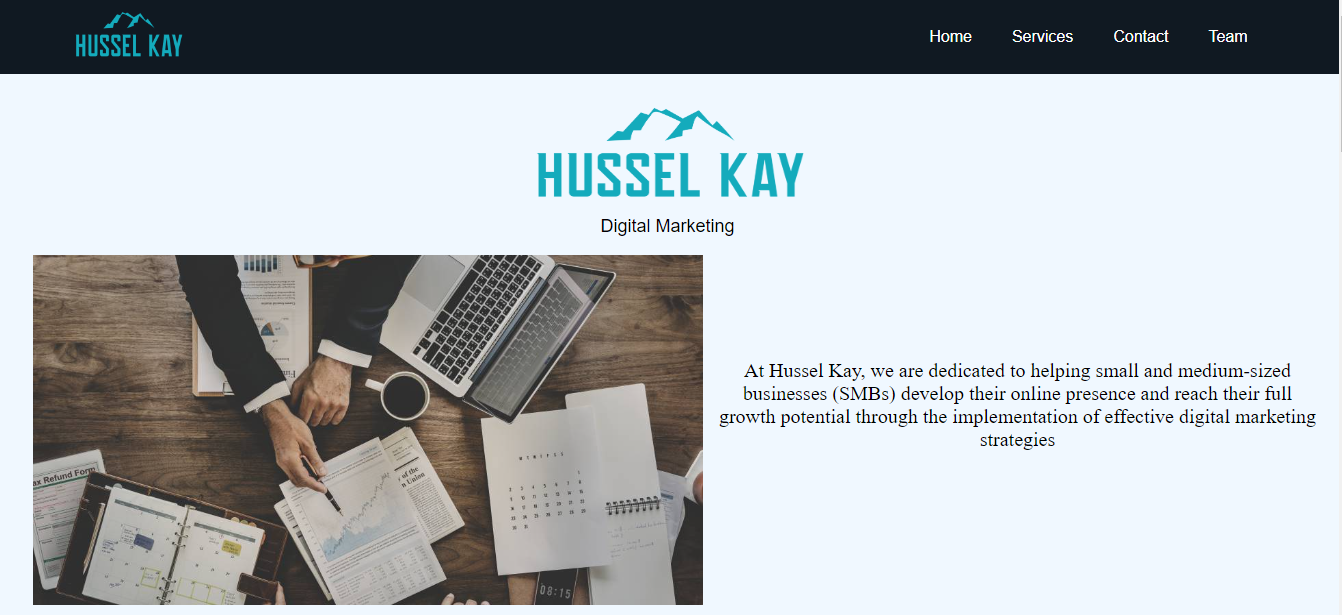 HUSSEL KAY
Home Services Contact Team
HUSSEL KAY
Digital Marketing
At Hussel Kay, we are dedicated to helping small and medium-sized
businesses (SMBs) develop their online presence and reach their full
growth potential through the implementation of effective digital marketing
strategies
ax Refund Form
of the
n Union
M T W T F S S
08:15